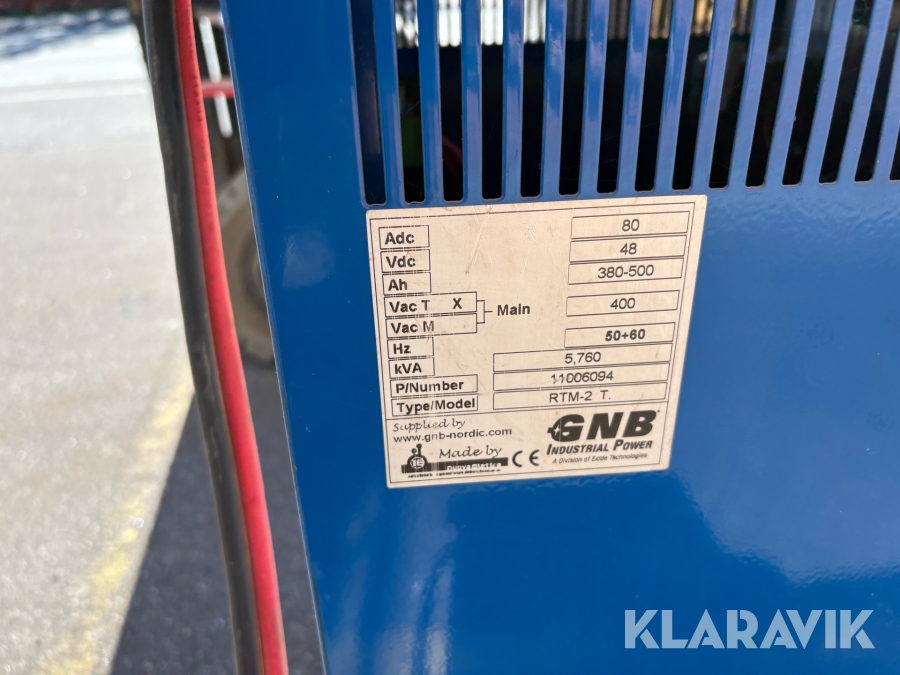 Adc 80
Vdc 48
Ah 380-500
Vac T X Main 400
Vac M
Hz 50+60
kVA 5,760
P/Number 11006094
Type/Model RTM-2 T.
Supplied by
www.gnb-nordic.com
GNB
INDUSTRIAL POWER
A Division of Exide Technologies
Made by
CE
KLARAVIK